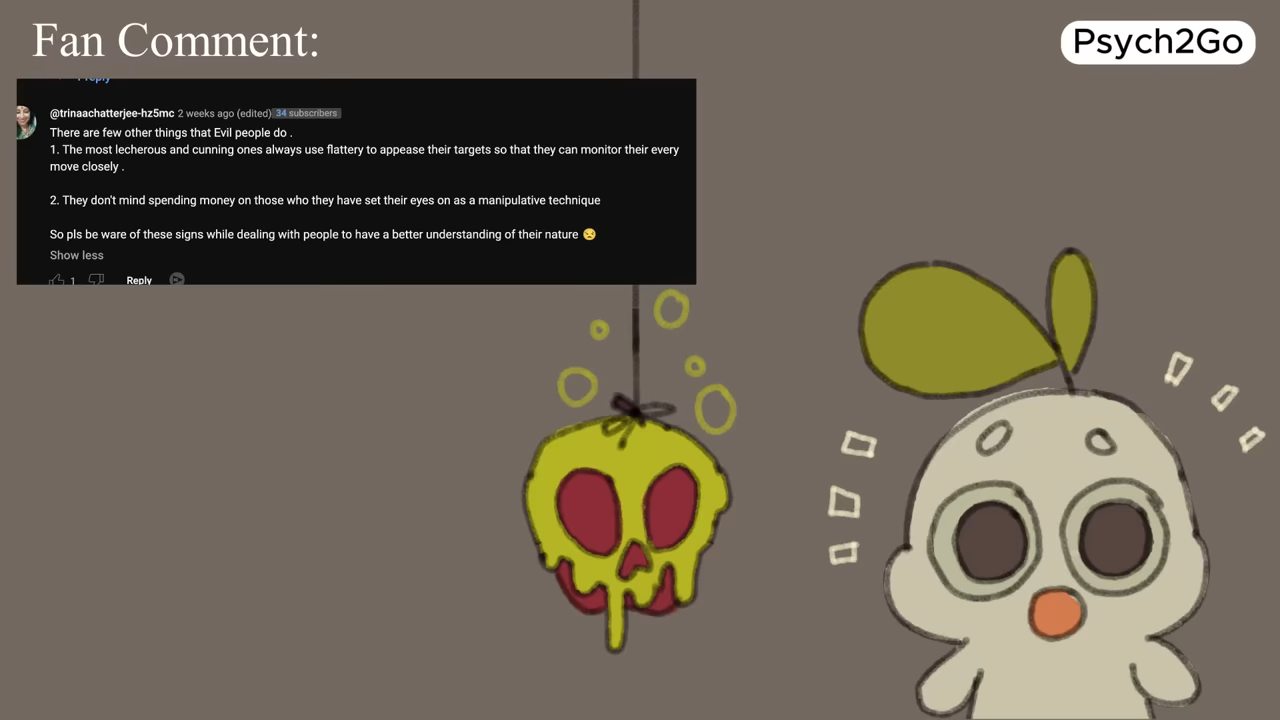 Fan Comment:
Psych2Go
@trinaachatterjee-hz5mc 2 weeks ago (edited) 34 subscribers
There are few other things that Evil people do .
1. The most lecherous and cunning ones always use flattery to appease their targets so that they can monitor their every
move closely .
2. They don't mind spending money on those who they have set their eyes on as a manipulative technique
So pls be ware of these signs while dealing with people to have a better understanding of their nature 😒
Show less
1 Reply